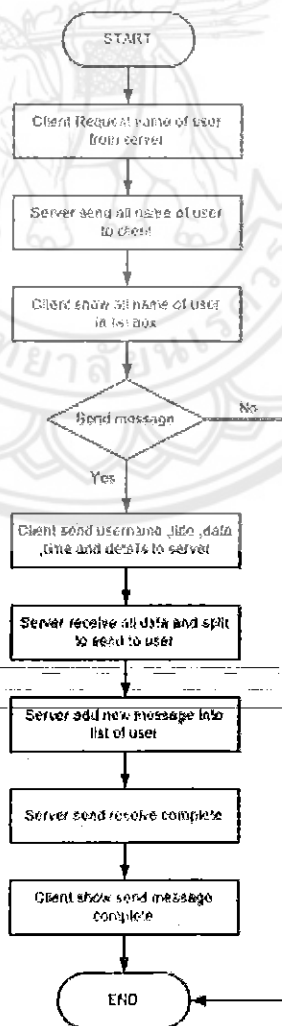 START
Client Request name of user
from server
Server send all name of user
to client
Client show all name of user
in list box
Send message
No
Yes
Client send username ,title ,data
,time and details to server
Server receive all data and split
to send to user
Server add new message into
list of user
Server send receive complete
Client show send message
complete
END